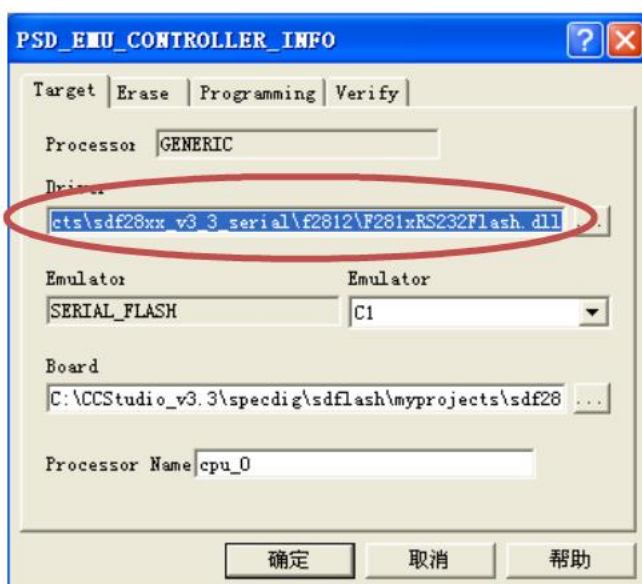 PSD_EMU_CONTROLLER_INFO
Target Erase Programming Verify
Processor GENERIC
Driver
cts\sdf28xx_v3_3_serial\f2812\F281xRS232Flash.dll ...
Emulator Emulator
SERIAL_FLASH C1
Board
C:\CCStudio_v3.3\specdig\sdflash\myprojects\sdf28 ...
Processor Name cpu_0
确定 取消 帮助